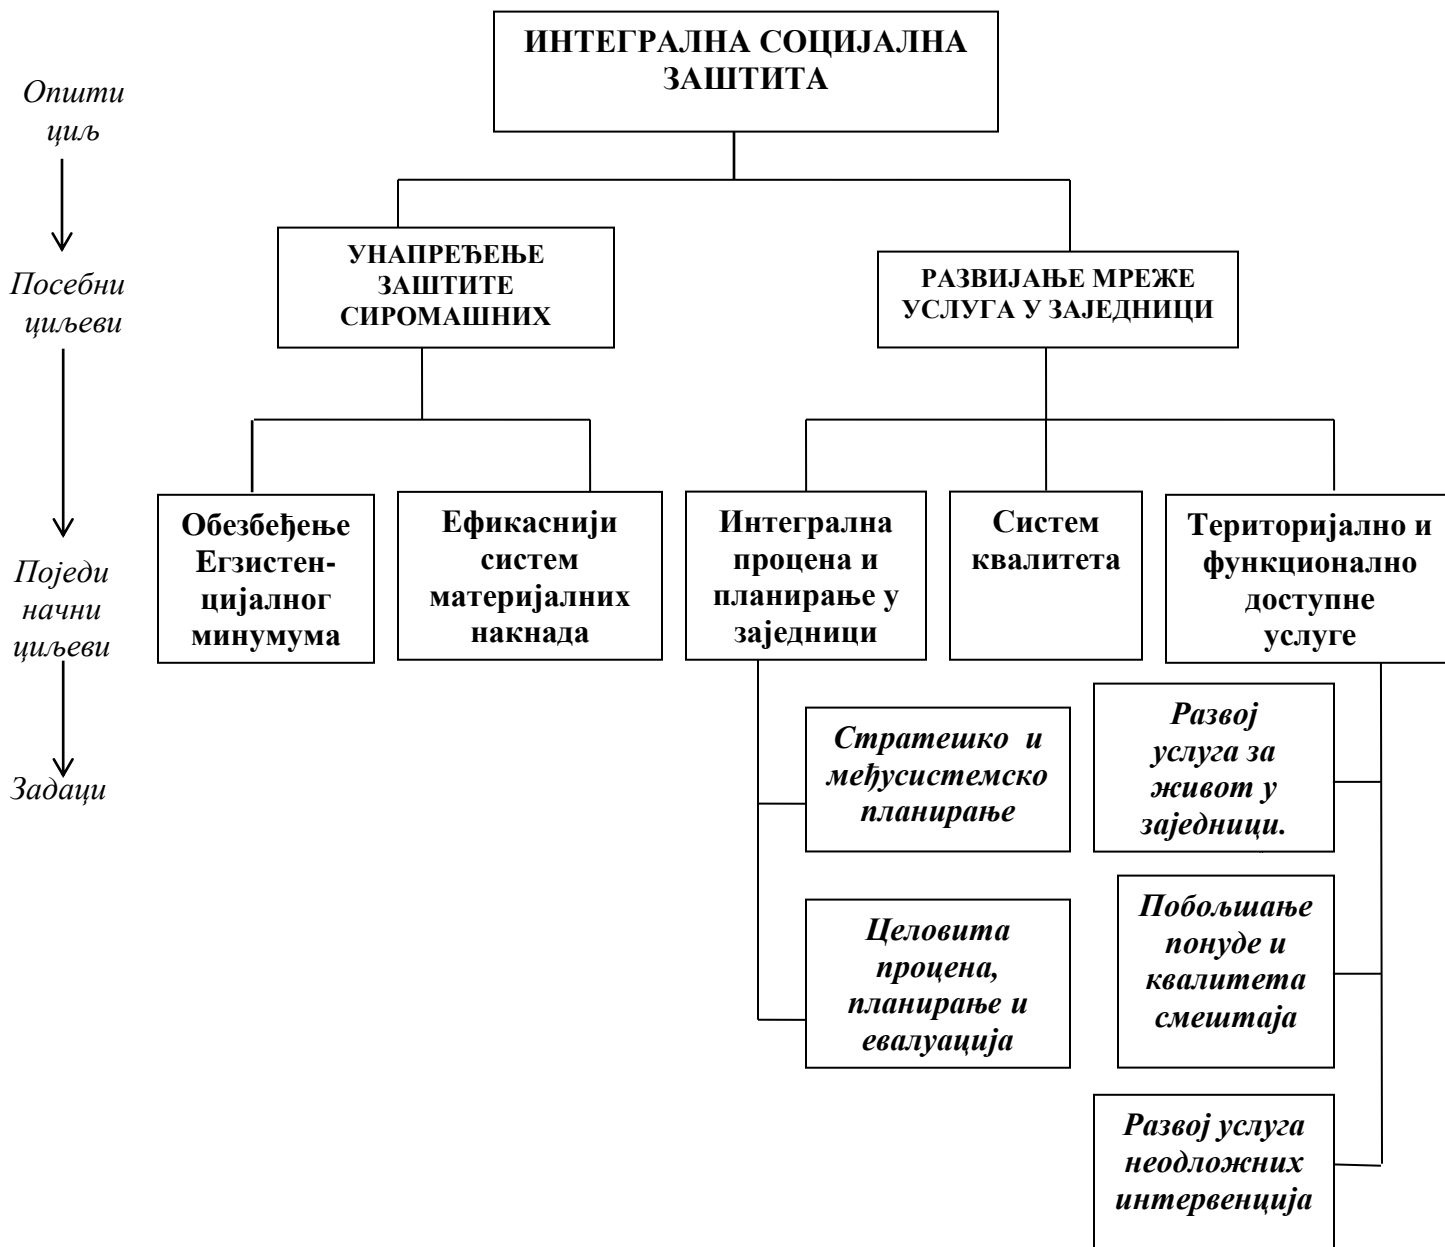 ИНТЕГРАЛНА СОЦИЈАЛНА
ЗАШТИТА
Општи
циљ
УНАПРЕЂЕЊЕ
ЗАШТИТЕ
СИРОМАШНИХ
РАЗВИЈАЊЕ МРЕЖЕ
УСЛУГА У ЗАЈЕДНИЦИ
Посебни
циљеви
Обезбеђење
Егзистен-
цијалног
минумума
Ефикаснији
систем
материјалних
накнада
Интегрална
процена и
планирање у
заједници
Систем
квалитета
Територијално и
функционално
доступне
услуге
Поједи
начни
циљеви
Стратешко и
међусистемско
планирање
Развој
услуга за
живот у
заједници.
Задаци
Целовита
процена,
планирање и
евалуација
Побољшање
понуде и
квалитета
смештаја
Развој услуга
неодложних
интервенција